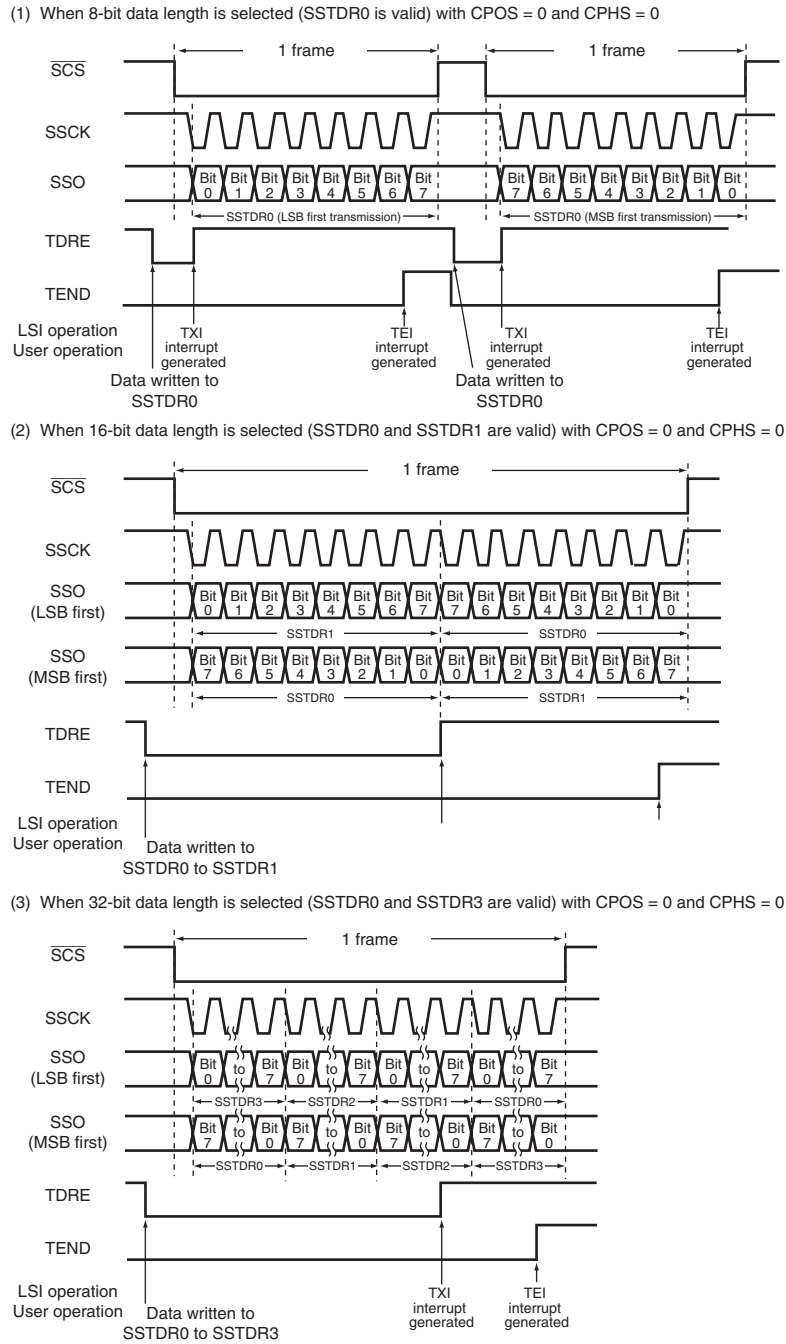 (1) When 8-bit data length is selected (SSTDR0 is valid) with CPOS = 0 and CPHS = 0
1 frame 1 frame
SCS
SSCK
SSO
Bit 0 Bit 1 Bit 2 Bit 3 Bit 4 Bit 5 Bit 6 Bit 7 Bit 7 Bit 6 Bit 5 Bit 4 Bit 3 Bit 2 Bit 1 Bit 0
SSTDR0 (LSB first transmission) SSTDR0 (MSB first transmission)
TDRE
TEND
LSI operation
User operation
TXI interrupt generated
TEI interrupt generated
TXI interrupt generated
TEI interrupt generated
Data written to SSTDR0
Data written to SSTDR0
(2) When 16-bit data length is selected (SSTDR0 and SSTDR1 are valid) with CPOS = 0 and CPHS = 0
1 frame
SCS
SSCK
SSO
(LSB first)
Bit 0 Bit 1 Bit 2 Bit 3 Bit 4 Bit 5 Bit 6 Bit 7 Bit 7 Bit 6 Bit 5 Bit 4 Bit 3 Bit 2 Bit 1 Bit 0
SSTDR1 SSTDR0
SSO
(MSB first)
Bit 7 Bit 6 Bit 5 Bit 4 Bit 3 Bit 2 Bit 1 Bit 0 Bit 0 Bit 1 Bit 2 Bit 3 Bit 4 Bit 5 Bit 6 Bit 7
SSTDR0 SSTDR1
TDRE
TEND
LSI operation
User operation
Data written to
SSTDR0 to SSTDR1
(3) When 32-bit data length is selected (SSTDR0 and SSTDR3 are valid) with CPOS = 0 and CPHS = 0
1 frame
SCS
SSCK
SSO
(LSB first)
Bit 0 to Bit 7 Bit 0 to Bit 7 Bit 0 to Bit 7 Bit 0 to Bit 7
SSTDR3 SSTDR2 SSTDR1 SSTDR0
SSO
(MSB first)
Bit 7 to Bit 0 Bit 7 to Bit 0 Bit 7 to Bit 0 Bit 7 to Bit 0
SSTDR0 SSTDR1 SSTDR2 SSTDR3
TDRE
TEND
LSI operation
User operation
TXI interrupt generated
TEI interrupt generated
Data written to
SSTDR0 to SSTDR3